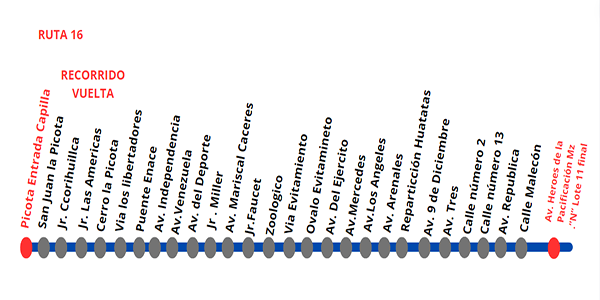 RUTA 16
RECORRIDO
VUELTA
Picota Entrada Capilla
San Juan la Picota
Jr. Ccorihuillca
Jr. Las Americas
Cerro la Picota
Via los libertadores
Puente Enace
Av. Independencia
Av.Venezuela
Av. del Deporte
Jr . Miller
Av. Mariscal Caceres
Jr.Faucet
Zoologico
Via Evitamiento
Ovalo Evitamineto
Av. Del Ejercito
Av.Mercedes
Av.Los Angeles
Av. Arenales
Repartición Huatatas
Av. 9 de Diciembre
Av. Tres
Calle número 2
Calle número 13
Av. Republica
Calle Malecón
Av. Heroes de la
Pacificación Mz
."N" Lote 11 final